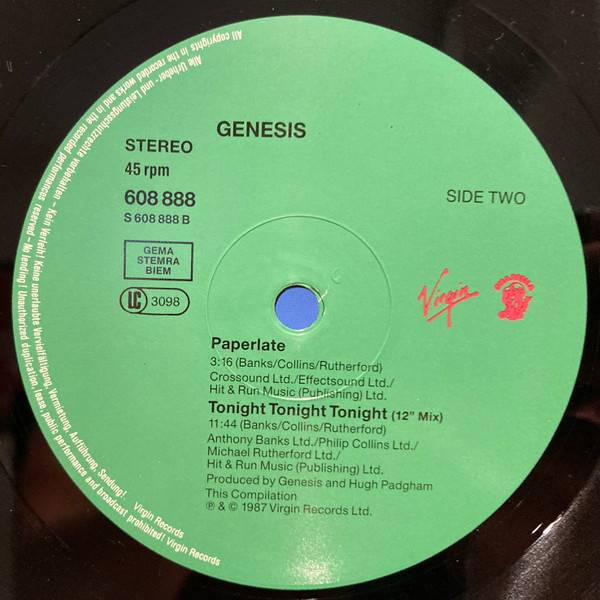 GENESIS
STEREO
45 rpm
608 888
S 608 888 B
SIDE TWO
GEMA
STEMRA
BIEM
LC 3098
Virgin
Paperlate
3:16 (Banks/Collins/Rutherford)
Crossound Ltd./Effectsound Ltd./
Hit & Run Music (Publishing) Ltd.
Tonight Tonight Tonight (12" Mix)
11:44 (Banks/Collins/Rutherford)
Anthony Banks Ltd./Philip Collins Ltd./
Michael Rutherford Ltd./
Hit & Run Music (Publishing) Ltd.
Produced by Genesis and Hugh Padgham
This Compilation
℗ & © 1987 Virgin Records Ltd.
Alle Urheber- und Leistungsschutzrechte vorbehalten – Kein Verleih! Keine unerlaubte Vervielfältigung, Vermietung, Aufführung, Sendung!. Virgin Records
All copyrights in the recorded works and in the recorded performances reserved – No lending! Unauthorized duplication, lease, public performance and broadcast prohibited! Virgin Records